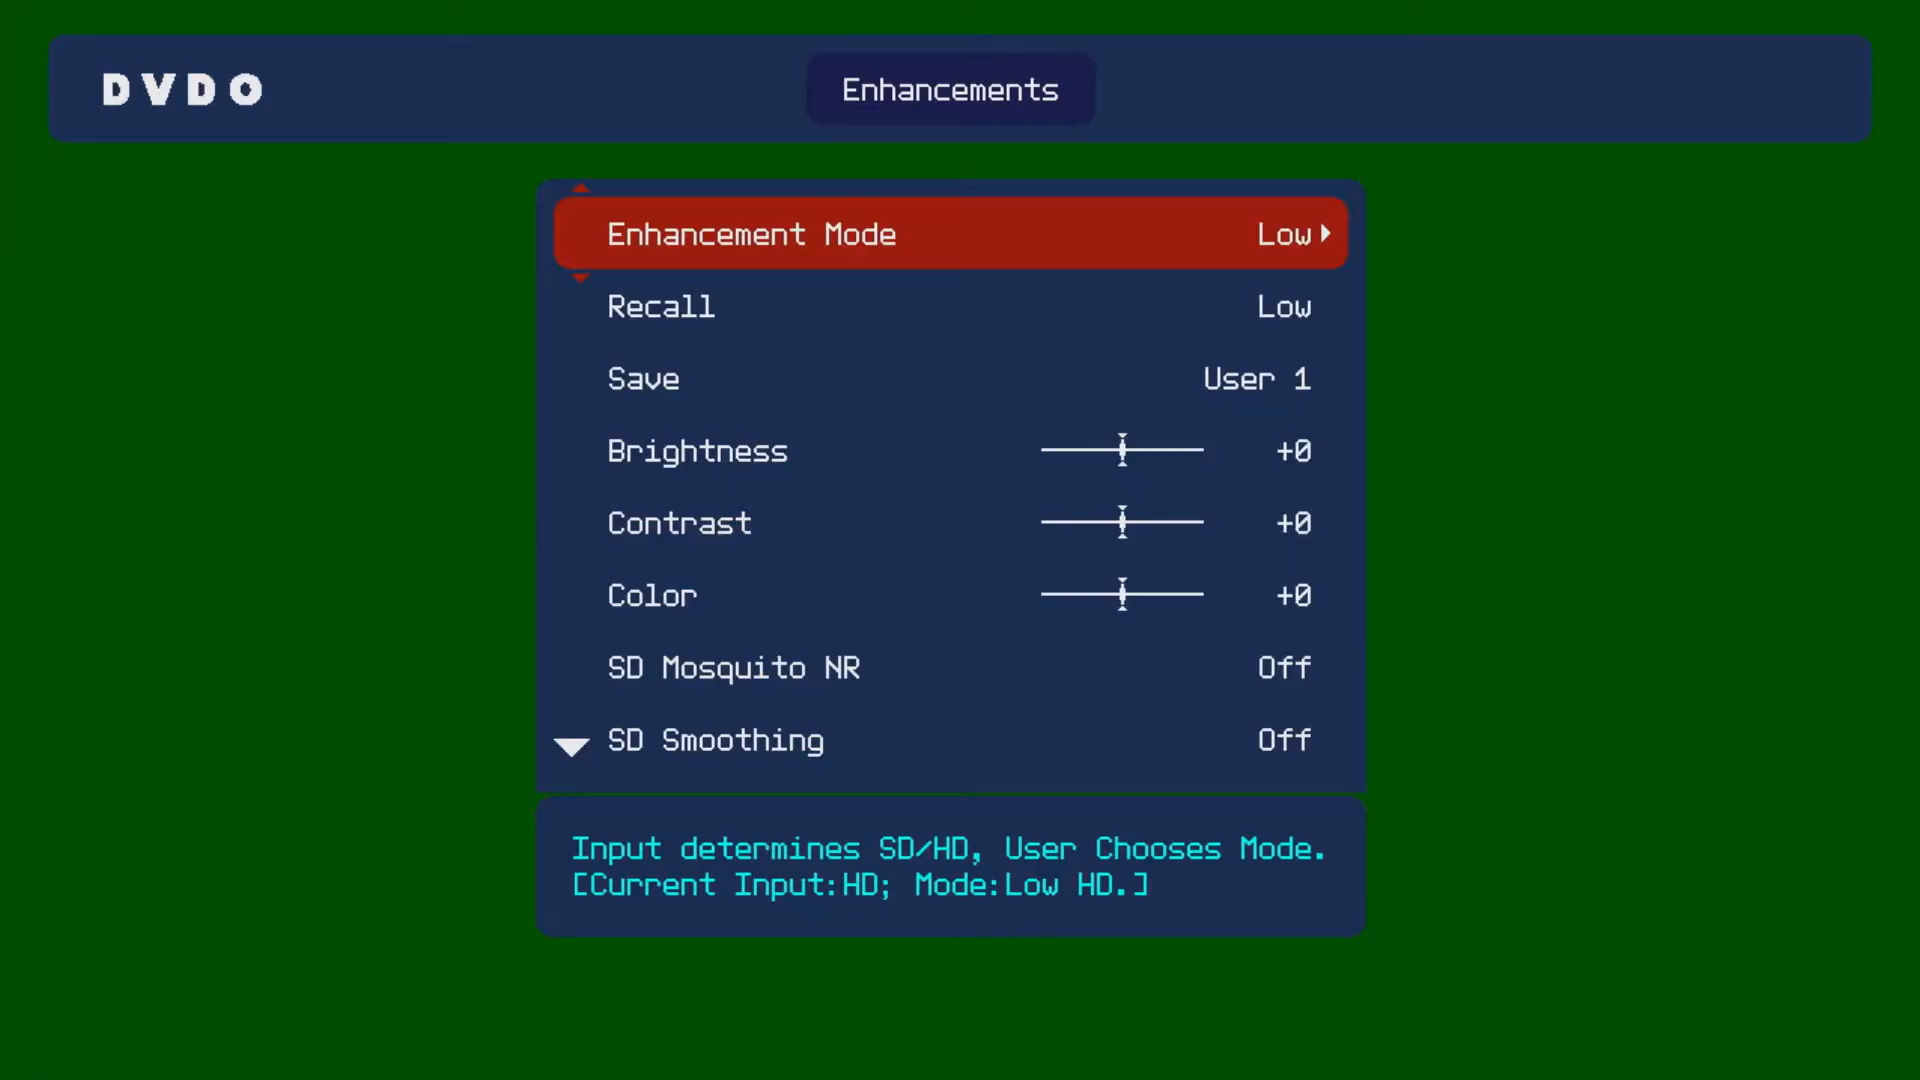 DVDO
Enhancements
Enhancement Mode Low
Recall Low
Save User 1
Brightness +0
Contrast +0
Color +0
SD Mosquito NR Off
SD Smoothing Off
Input determines SD/HD, User Chooses Mode.
[Current Input:HD; Mode:Low HD.]